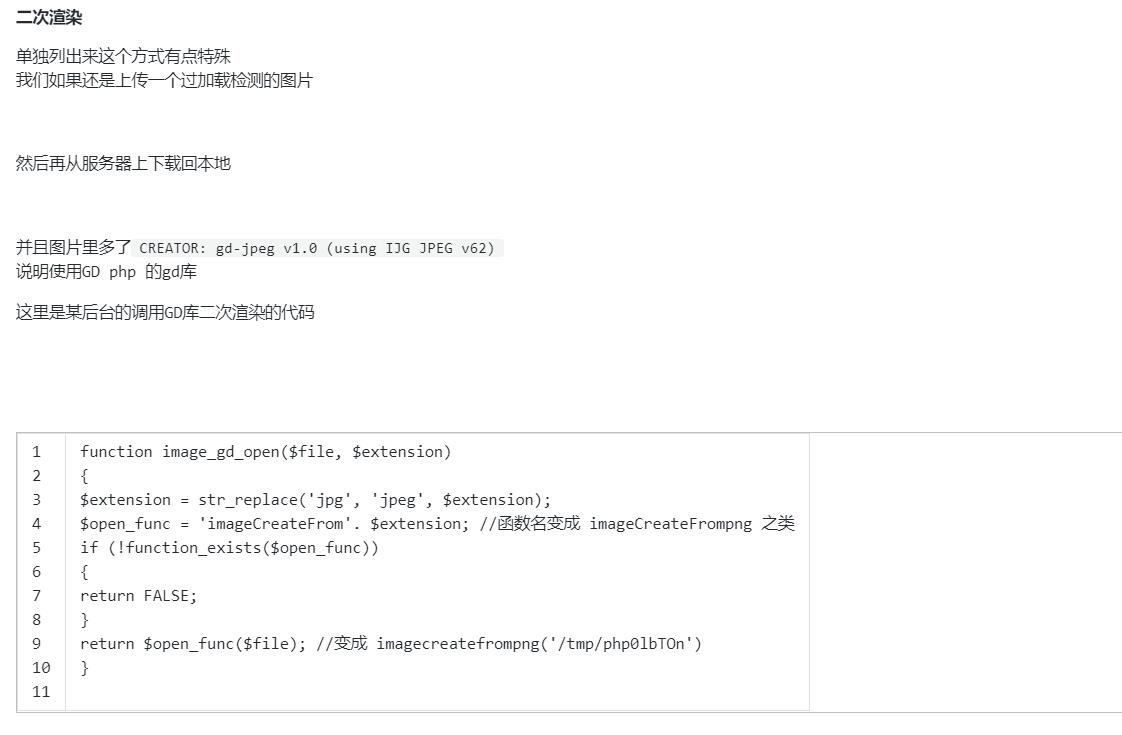 二次渲染
单独列出来这个方式有点特殊
我们如果还是上传一个过加载检测的图片
然后再从服务器上下载回本地
并且图片里多了 CREATOR: gd-jpeg v1.0 (using IJG JPEG v62)
说明使用GD php 的gd库
这里是某后台的调用GD库二次渲染的代码
1 function image_gd_open($file, $extension)
2 {
3 $extension = str_replace('jpg', 'jpeg', $extension);
4 $open_func = 'imageCreateFrom'. $extension; //函数名变成 imageCreateFrompng 之类
5 if (!function_exists($open_func))
6 {
7 return FALSE;
8 }
9 return $open_func($file); //变成 imagecreatefrompng('/tmp/php0lbTOn')
10 }
11